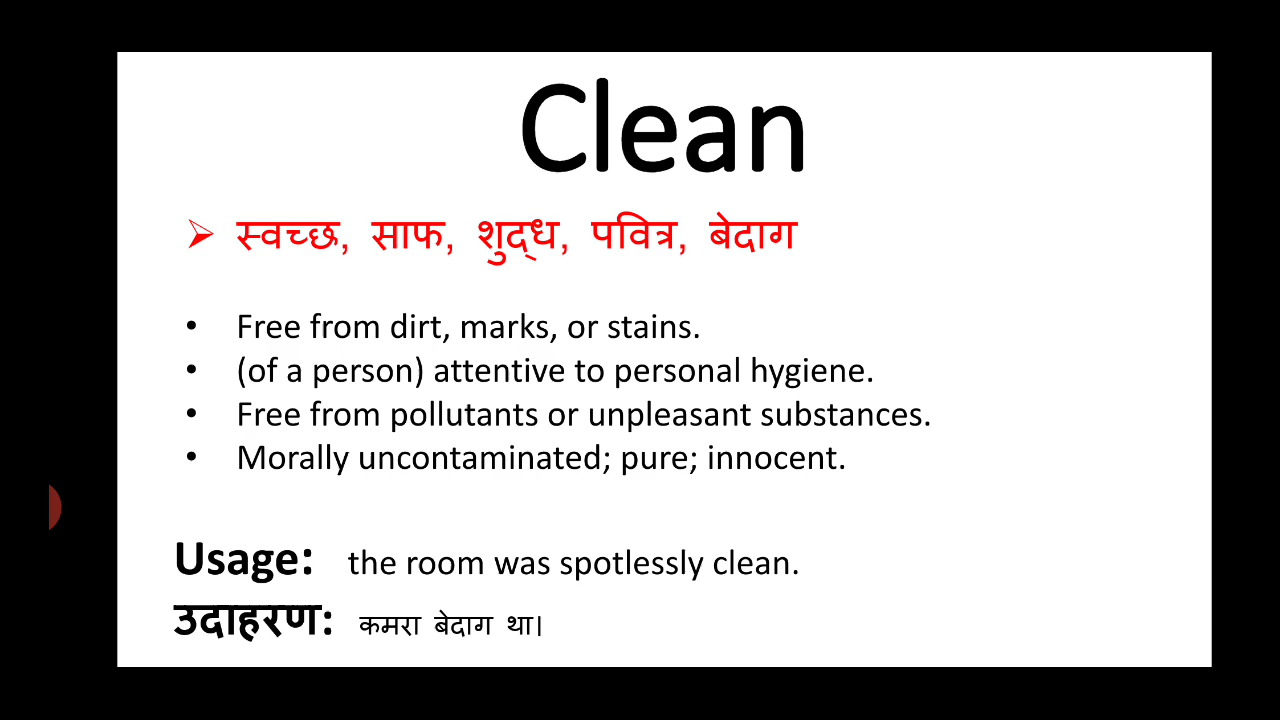 Clean
➢ स्वच्छ, साफ, शुद्ध, पवित्र, बेदाग
• Free from dirt, marks, or stains.
• (of a person) attentive to personal hygiene.
• Free from pollutants or unpleasant substances.
• Morally uncontaminated; pure; innocent.
Usage: the room was spotlessly clean.
उदाहरण: कमरा बेदाग था।